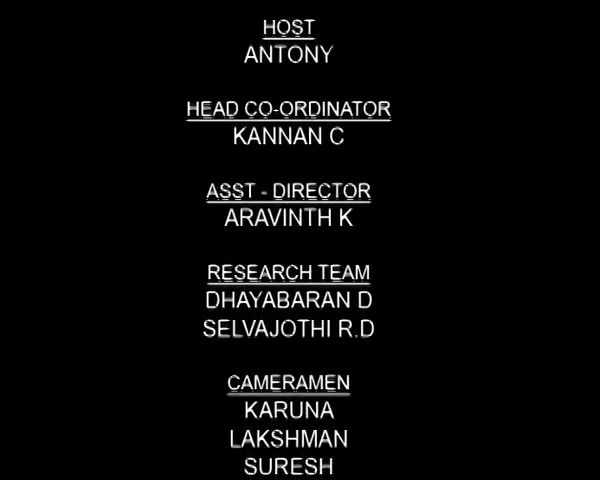 HOST
ANTONY
HEAD CO-ORDINATOR
KANNAN C
ASST - DIRECTOR
ARAVINTH K
RESEARCH TEAM
DHAYABARAN D
SELVAJOTHI R.D
CAMERAMEN
KARUNA
LAKSHMAN
SURESH